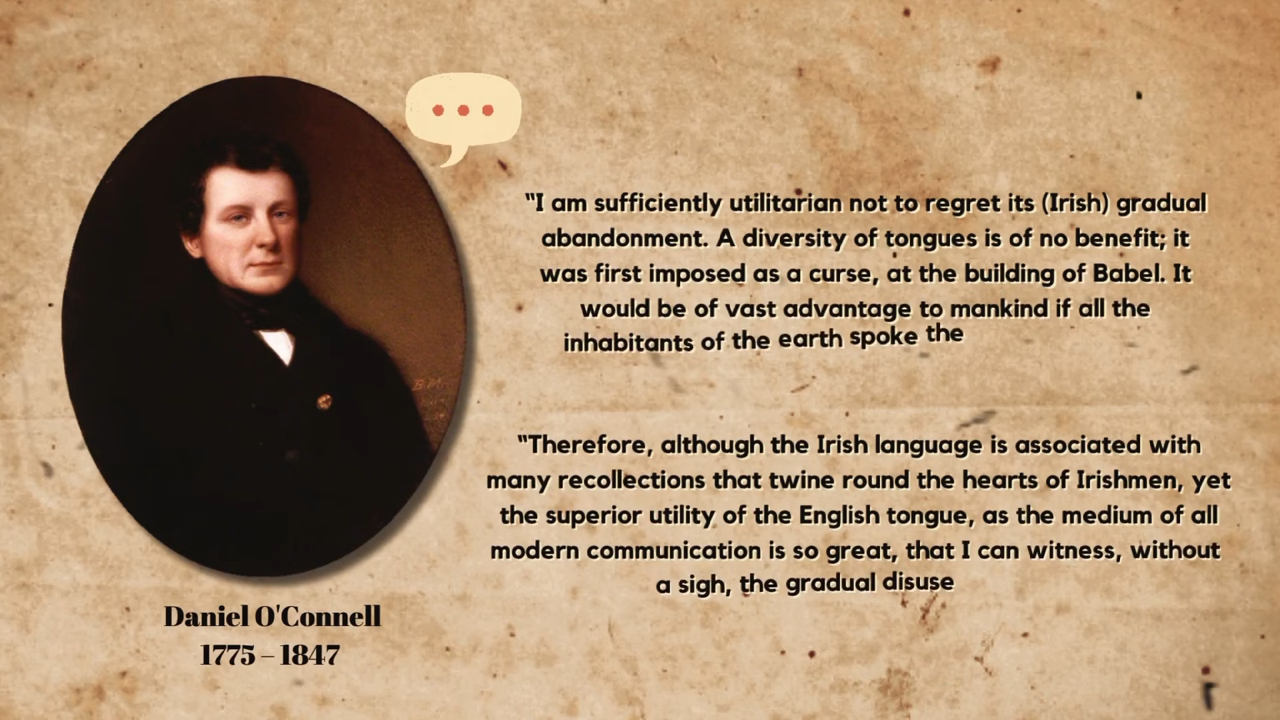 "I am sufficiently utilitarian not to regret its (Irish) gradual
abandonment. A diversity of tongues is of no benefit; it
was first imposed as a curse, at the building of Babel. It
would be of vast advantage to mankind if all the
inhabitants of the earth spoke the
"Therefore, although the Irish language is associated with
many recollections that twine round the hearts of Irishmen, yet
the superior utility of the English tongue, as the medium of all
modern communication is so great, that I can witness, without
a sigh, the gradual disuse
Daniel O'Connell
1775 – 1847